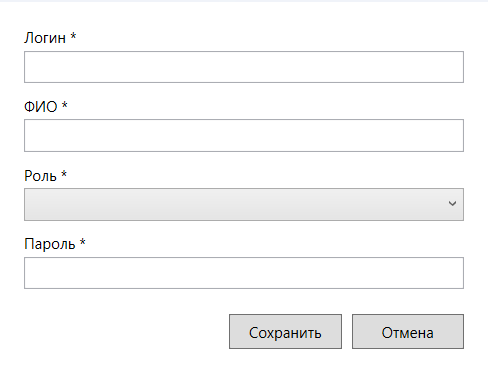 Логин *
ФИО *
Роль *
Пароль *
Сохранить Отмена